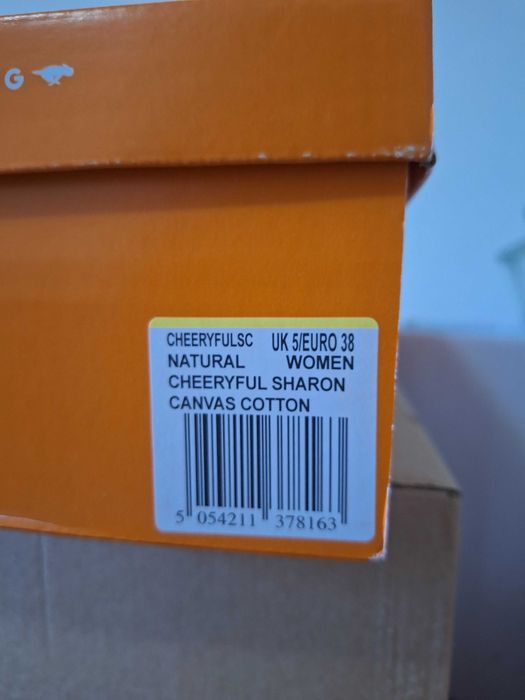 G
CHEERYFULSC UK 5/EURO 38
NATURAL WOMEN
CHEERYFUL SHARON
CANVAS COTTON
5 054211 378163